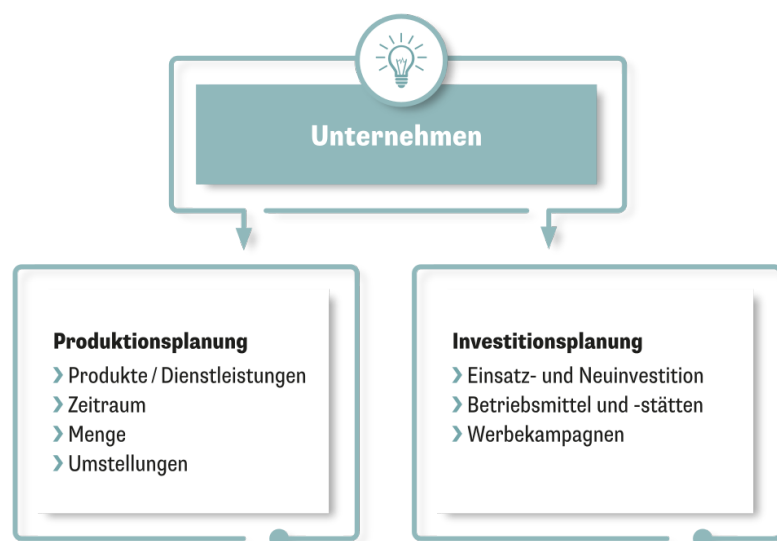 Unternehmen
Produktionsplanung
❯ Produkte / Dienstleistungen
❯ Zeitraum
❯ Menge
❯ Umstellungen
Investitionsplanung
❯ Einsatz- und Neuinvestition
❯ Betriebsmittel und -stätten
❯ Werbekampagnen